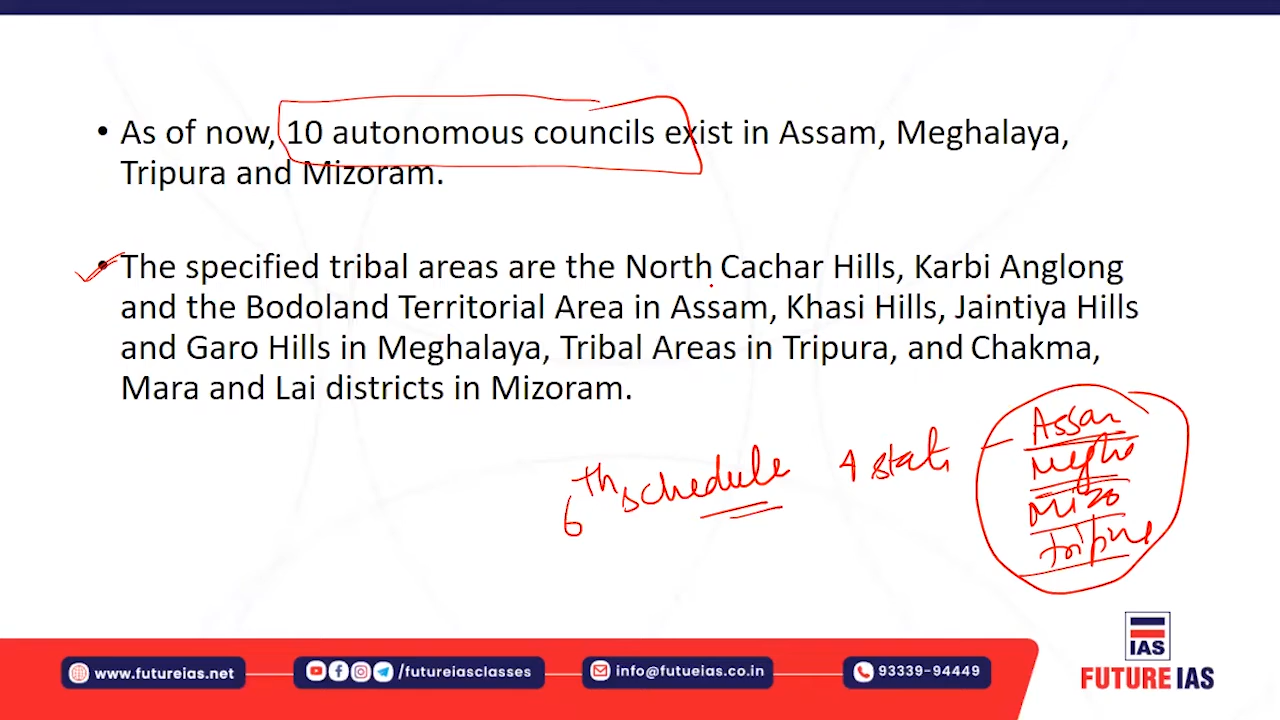 • As of now, 10 autonomous councils exist in Assam, Meghalaya,
Tripura and Mizoram.
• The specified tribal areas are the North Cachar Hills, Karbi Anglong
and the Bodoland Territorial Area in Assam, Khasi Hills, Jaintiya Hills
and Garo Hills in Meghalaya, Tribal Areas in Tripura, and Chakma,
Mara and Lai districts in Mizoram.
6th schedule 4 state
Assam
Megha
Mizo
Tripura
IAS
www.futureias.net
/futureiasclasses
info@futueias.co.in
93339-94449
FUTURE IAS